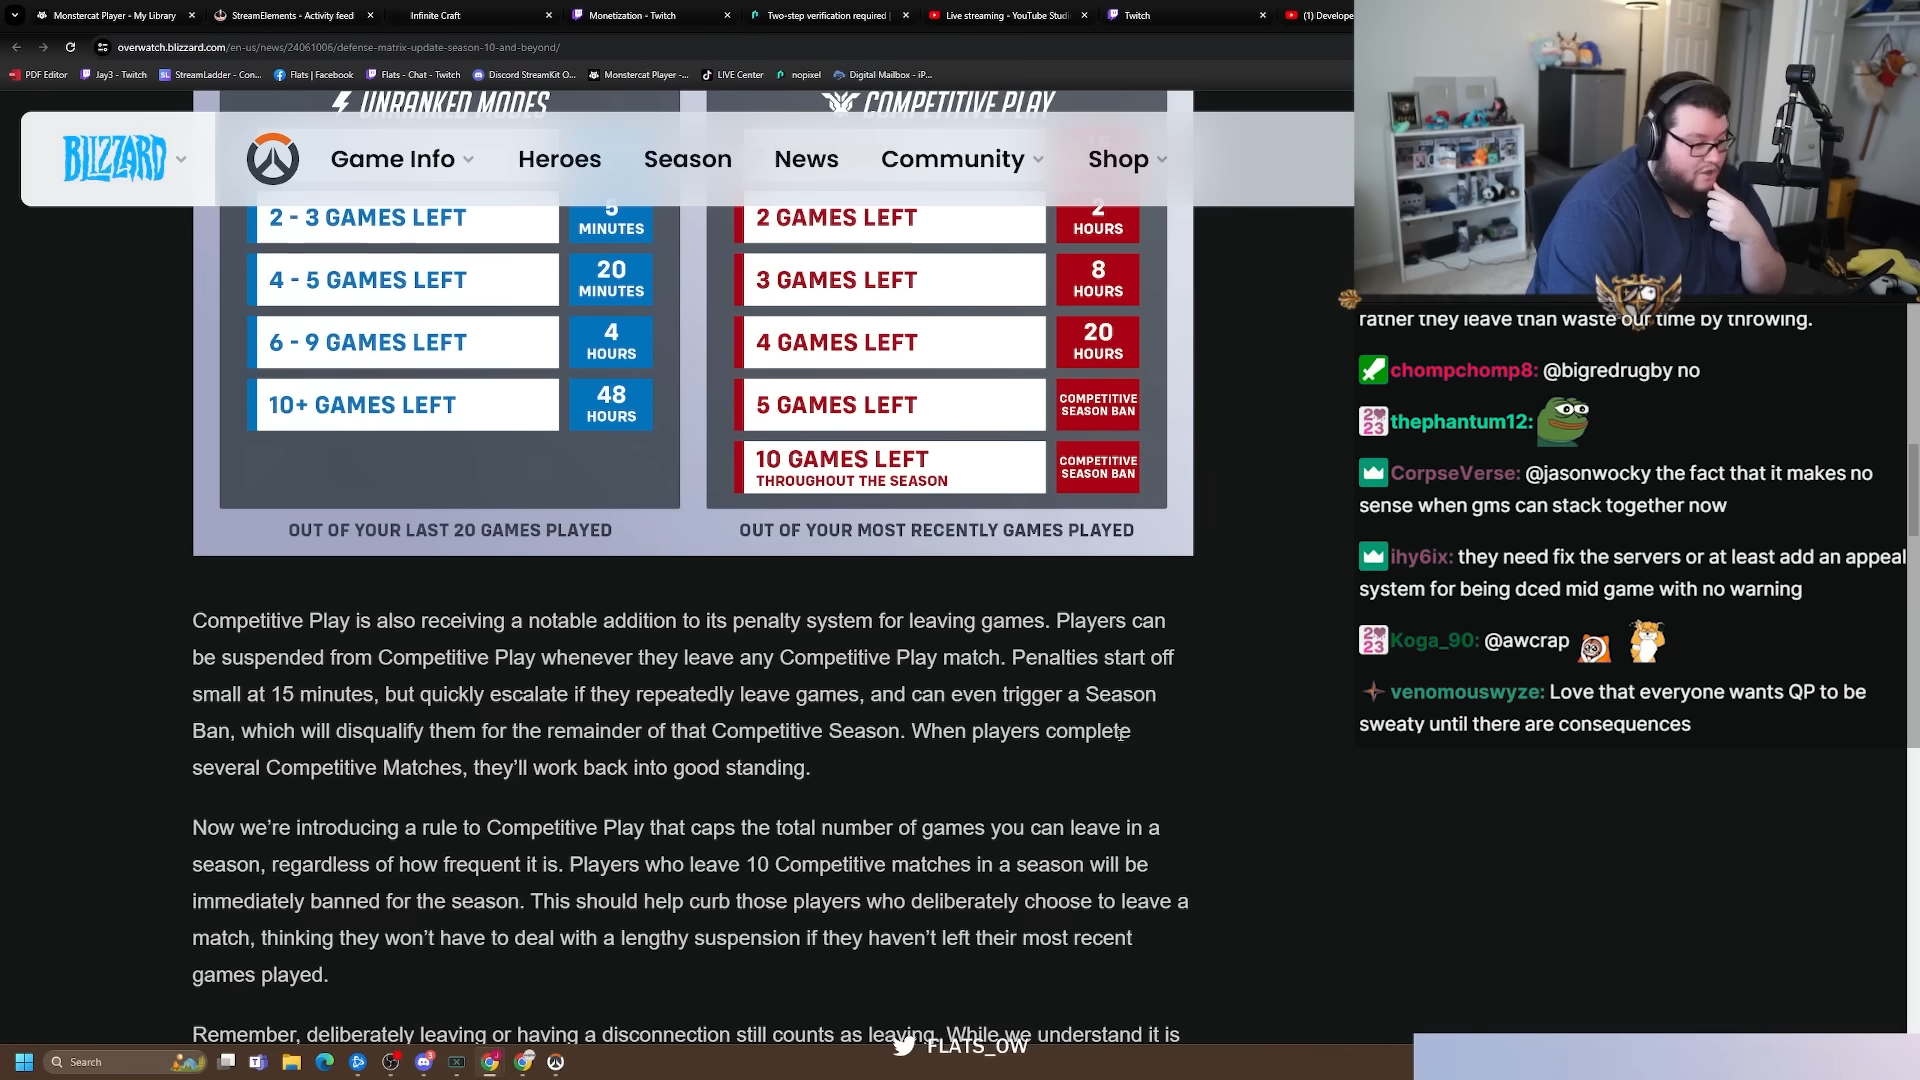 Monstercat Player - My Library
StreamElements - Activity feed
Infinite Craft
Monetization - Twitch
Two-step verification required |
Live streaming - YouTube Studi
Twitch
(1) Develope
overwatch.blizzard.com/en-us/news/24061006/defense-matrix-update-season-10-and-beyond/
PDF Editor
Jay3 - Twitch
StreamLadder - Con...
Flats | Facebook
Flats - Chat - Twitch
Discord StreamKit O...
Monstercat Player -...
LIVE Center
nopixel
Digital Mailbox - iP...
UNRANKED MODES
COMPETITIVE PLAY
BLIZZARD
Game Info
Heroes
Season
News
Community
Shop
2 - 3 GAMES LEFT
5
MINUTES
4 - 5 GAMES LEFT
20
MINUTES
6 - 9 GAMES LEFT
4
HOURS
10+ GAMES LEFT
48
HOURS
OUT OF YOUR LAST 20 GAMES PLAYED
2 GAMES LEFT
2
HOURS
3 GAMES LEFT
8
HOURS
4 GAMES LEFT
20
HOURS
5 GAMES LEFT
COMPETITIVE
SEASON BAN
10 GAMES LEFT
THROUGHOUT THE SEASON
COMPETITIVE
SEASON BAN
OUT OF YOUR MOST RECENTLY GAMES PLAYED
Competitive Play is also receiving a notable addition to its penalty system for leaving games. Players can
be suspended from Competitive Play whenever they leave any Competitive Play match. Penalties start off
small at 15 minutes, but quickly escalate if they repeatedly leave games, and can even trigger a Season
Ban, which will disqualify them for the remainder of that Competitive Season. When players complete
several Competitive Matches, they'll work back into good standing.
Now we're introducing a rule to Competitive Play that caps the total number of games you can leave in a
season, regardless of how frequent it is. Players who leave 10 Competitive matches in a season will be
immediately banned for the season. This should help curb those players who deliberately choose to leave a
match, thinking they won't have to deal with a lengthy suspension if they haven't left their most recent
games played.
Remember, deliberately leaving or having a disconnection still counts as leaving. While we understand it is
rather they leave than waste our time by throwing.
chompchomp8: @bigredrugby no
thephantum12:
CorpseVerse: @jasonwocky the fact that it makes no
sense when gms can stack together now
ihy6ix: they need fix the servers or at least add an appeal
system for being dced mid game with no warning
Koga_90: @awcrap
venomouswyze: Love that everyone wants QP to be
sweaty until there are consequences
Search
FLATS_OW